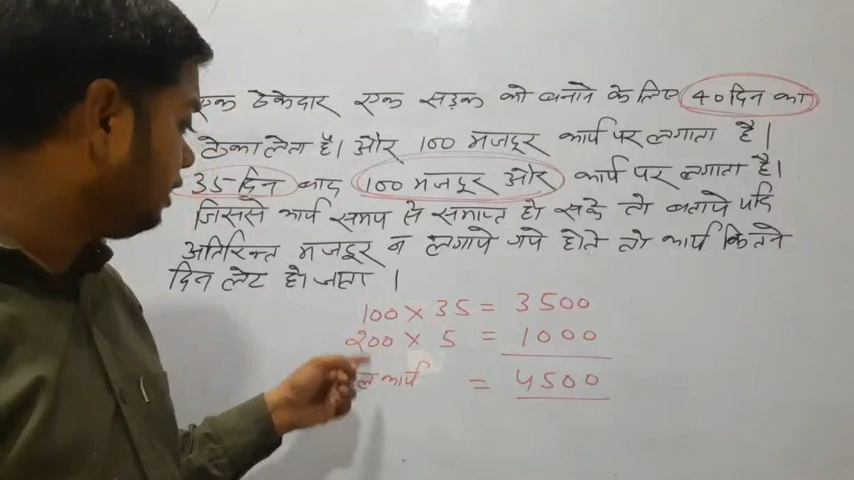 एक ठेकेदार एक सड़क को बनाने के लिए 40 दिन का
ठेका लेता है। और 100 मजदूर कार्य पर लगाता है।
35 दिन बाद 100 मजदूर और कार्य पर लगाता है।
जिससे कार्य समय से समाप्त हो सके तो बताये यदि
अतिरिक्त मजदूर न लगाये गये होते तो कार्य कितने
दिन लेट हो जाता ।
100 × 35 = 3500
200 × 5 = 1000
कार्य = 4500